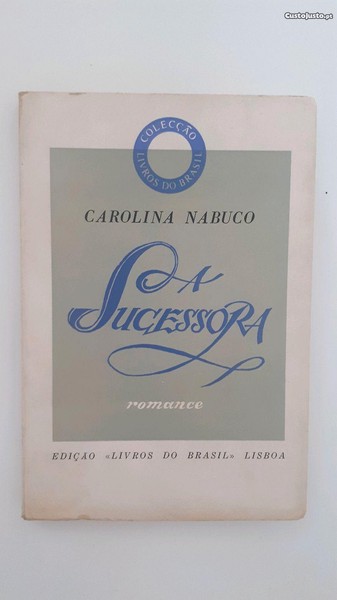 CustoJusto.pt
COLECÇÃO
LIVROS DO BRASIL
CAROLINA NABUCO
A
SUCESSORA
romance
EDIÇÃO «LIVROS DO BRASIL» LISBOA